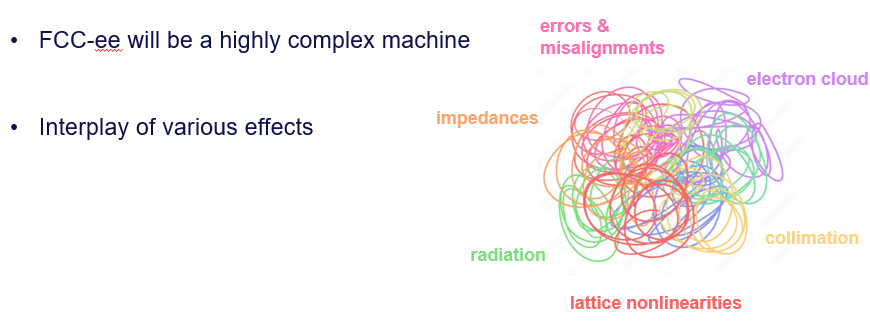 • FCC-ee will be a highly complex machine
• Interplay of various effects
errors &
misalignments
electron cloud
impedances
collimation
radiation
lattice nonlinearities